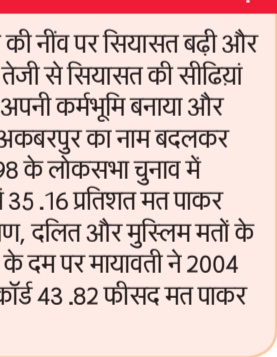 की नींव पर सियासत बढ़ी और
तेजी से सियासत की सीढ़ियां
अपनी कर्मभूमि बनाया और
अकबरपुर का नाम बदलकर
98 के लोकसभा चुनाव में
35 .16 प्रतिशत मत पाकर
दलित और मुस्लिम मतों के
के दम पर मायावती ने 2004
43 .82 फीसद मत पाकर